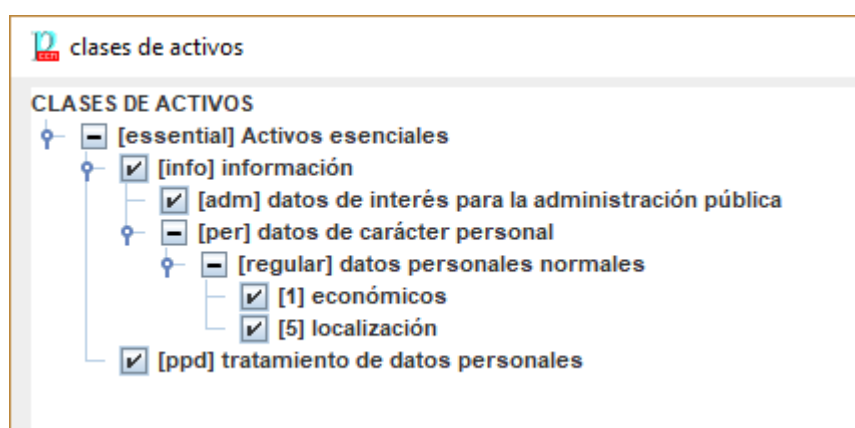 clases de activos
CLASES DE ACTIVOS
[essential] Activos esenciales
[info] información
[adm] datos de interés para la administración pública
[per] datos de carácter personal
[regular] datos personales normales
[1] económicos
[5] localización
[ppd] tratamiento de datos personales